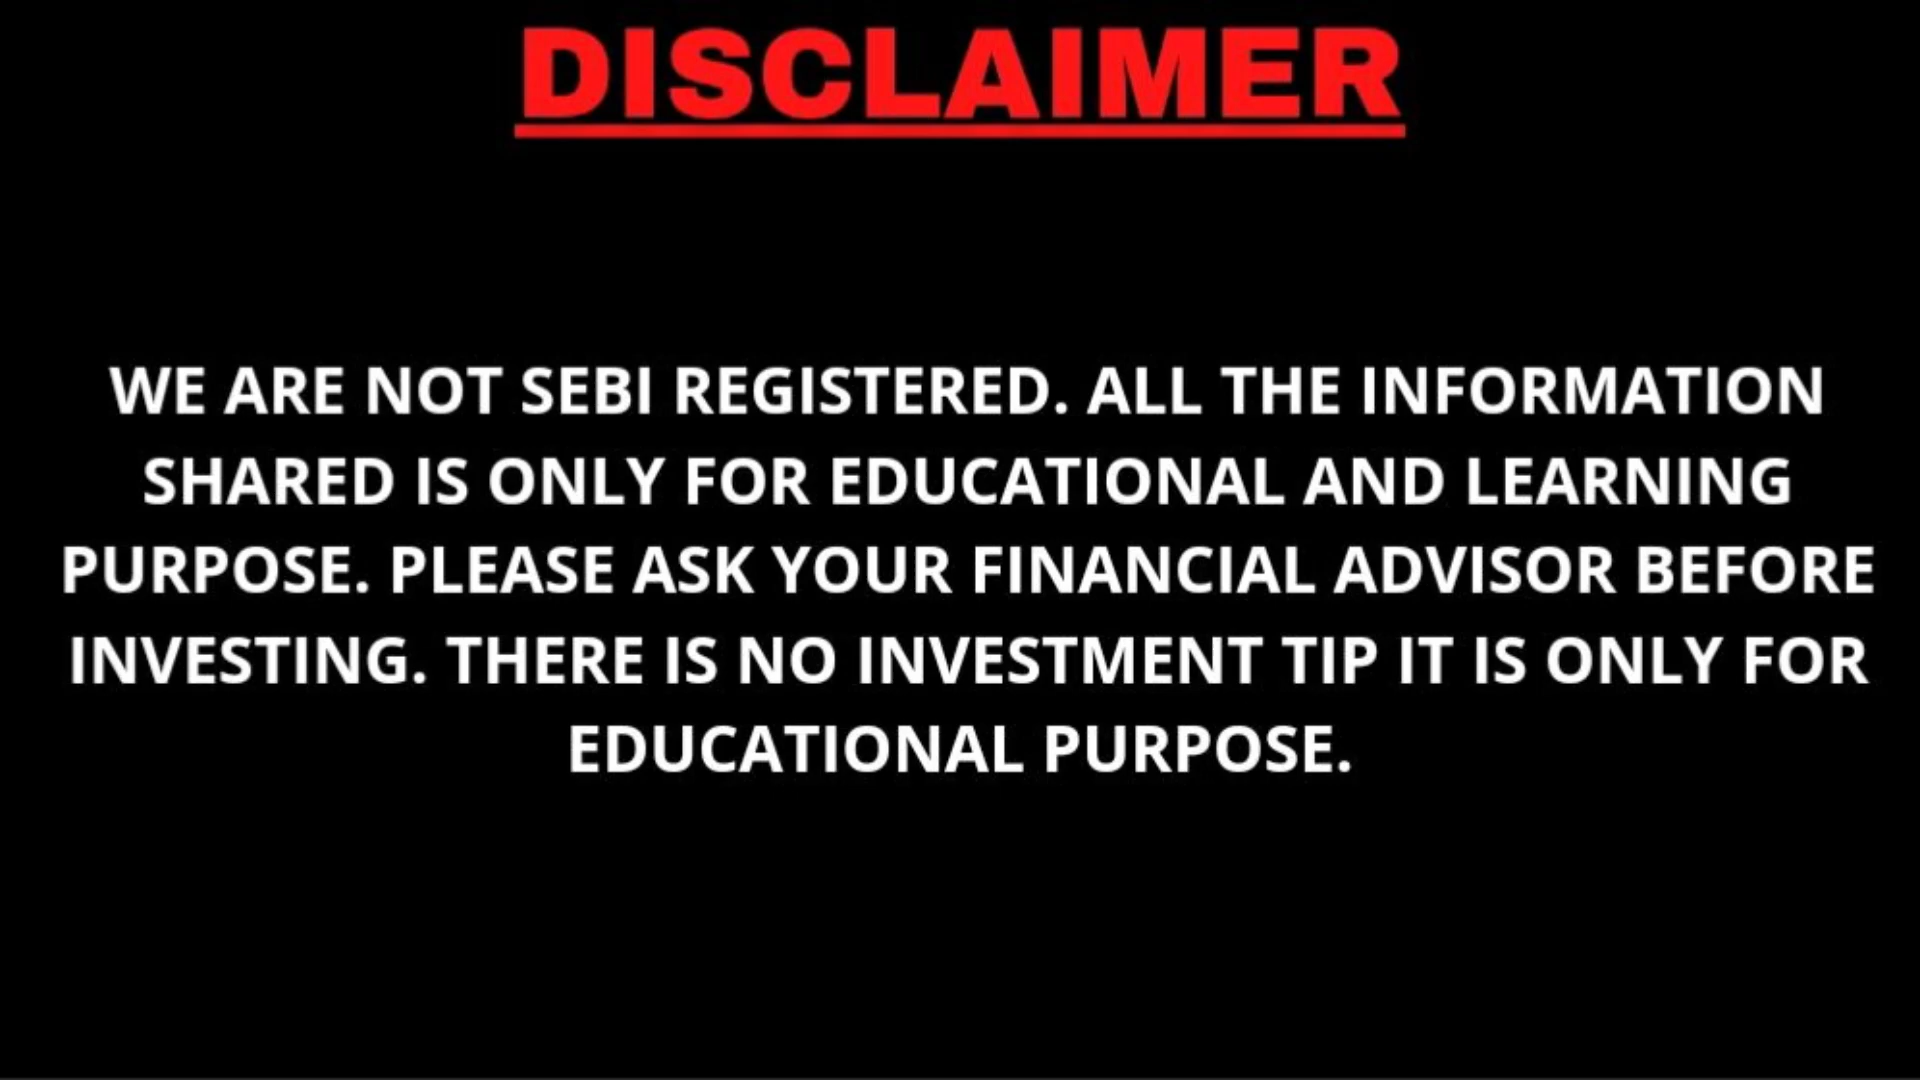 DISCLAIMER
WE ARE NOT SEBI REGISTERED. ALL THE INFORMATION
SHARED IS ONLY FOR EDUCATIONAL AND LEARNING
PURPOSE. PLEASE ASK YOUR FINANCIAL ADVISOR BEFORE
INVESTING. THERE IS NO INVESTMENT TIP IT IS ONLY FOR
EDUCATIONAL PURPOSE.